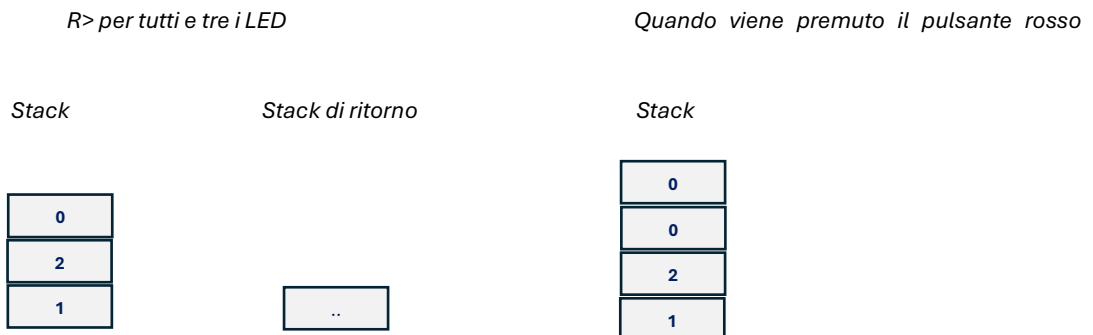 R> per tutti e tre i LED
Quando viene premuto il pulsante rosso
Stack
Stack di ritorno
Stack
0
2
1
..
0
0
2
1